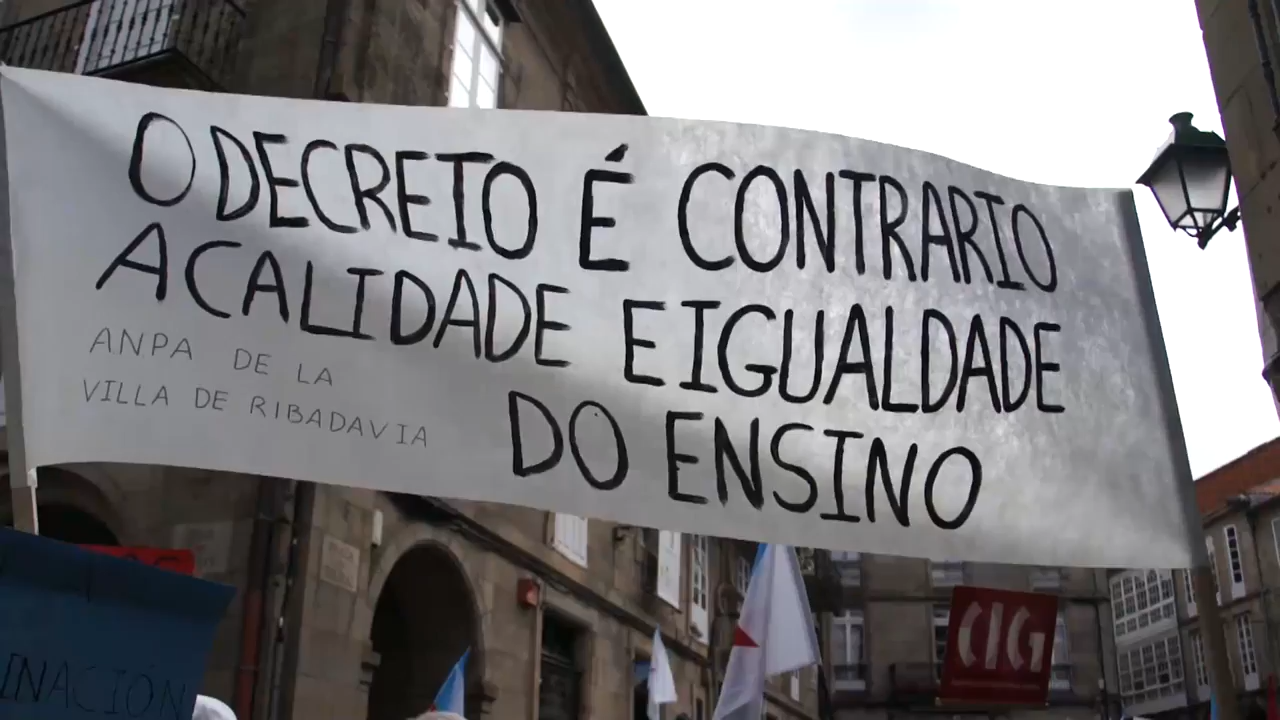 O DECRETO É CONTRARIO
A CALIDADE E IGUALDADE
DO ENSINO
ANPA DE LA
VILLA DE RIBADAVIA
INACIÓN
CIG